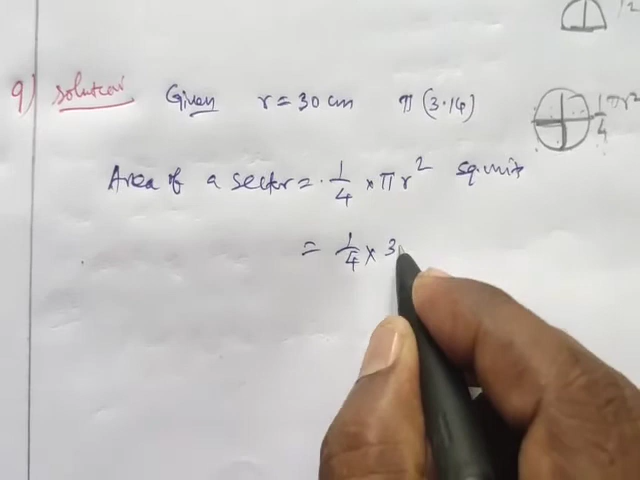 9) Solution Given r = 30 cm π (3.14)
1/4 πr²
Area of a sector = 1/4 × πr² sq.units
= 1/4 × 3